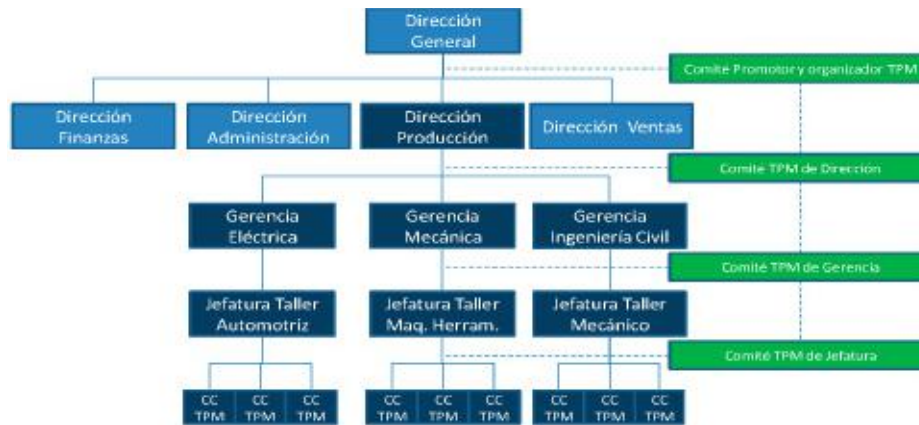 Dirección
General
Comité Promotor y organizador TPM
Dirección
Finanzas
Dirección
Administración
Dirección
Producción
Dirección Ventas
Comité TPM de Dirección
Gerencia
Eléctrica
Gerencia
Mecánica
Gerencia
Ingeniería Civil
Comité TPM de Gerencia
Jefatura Taller
Automotriz
Jefatura Taller
Maq. Herram.
Jefatura Taller
Mecánico
Comité TPM de Jefatura
CC
TPM
CC
TPM
CC
TPM
CC
TPM
CC
TPM
CC
TPM
CC
TPM
CC
TPM
CC
TPM